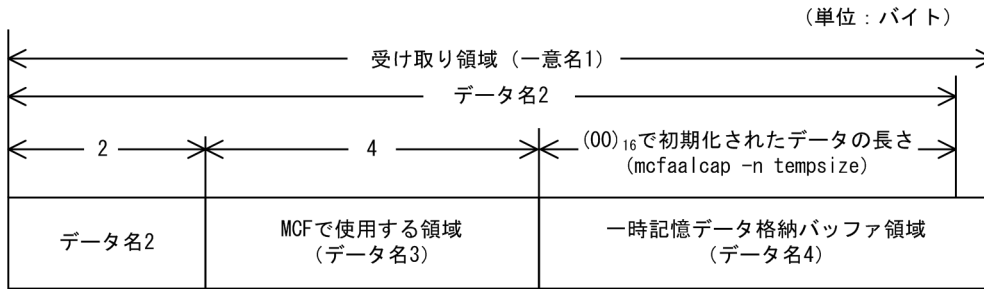 (単位：バイト)
受け取り領域（一意名1）
データ名2
2
4
(00)16で初期化されたデータの長さ
(mcfaalcap -n tempsize)
データ名2
MCFで使用する領域
（データ名3）
一時記憶データ格納バッファ領域
（データ名4）